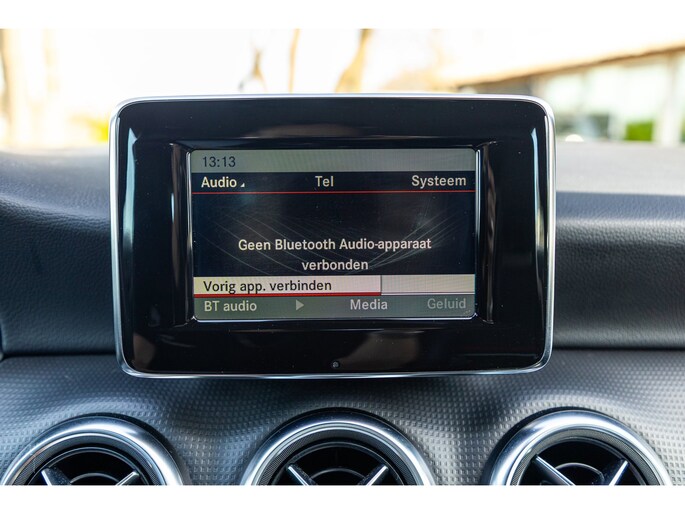 13:13
Audio Tel Systeem
Geen Bluetooth Audio-apparaat
verbonden
Vorig app. verbinden
BT audio Media Geluid